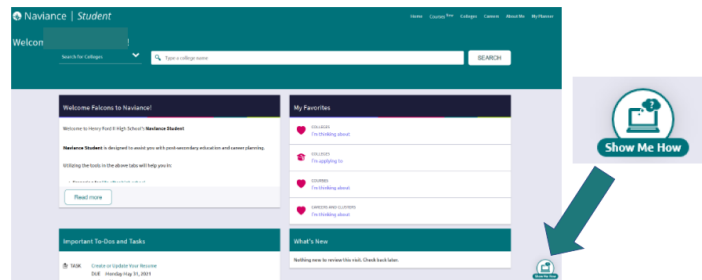 Naviance | Student
Home Courses New Colleges Careers About Me My Planner
Welcom !
Search for Colleges
Type a college name
SEARCH
Welcome Falcons to Naviance!
Welcome to Henry Ford II High School's Naviance Student
Naviance Student is designed to assist you with post-secondary education and career planning.
Utilizing the tools in the above tabs will help you in:
Read more
My Favorites
COLLEGES
I'm thinking about
COLLEGES
I'm applying to
COURSES
I'm thinking about
CAREERS AND CLUSTERS
I'm thinking about
Important To-Dos and Tasks
TASK Create or Update Your Resume
DUE Monday May 31, 2021
What's New
Nothing new to review this visit. Check back later.
Show Me How
Show Me How